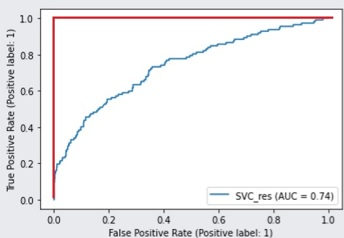 1.0
0.8
0.6
0.4
0.2
0.0
True Positive Rate (Positive label: 1)
SVC_res (AUC = 0.74)
0.0 0.2 0.4 0.6 0.8 1.0
False Positive Rate (Positive label: 1)